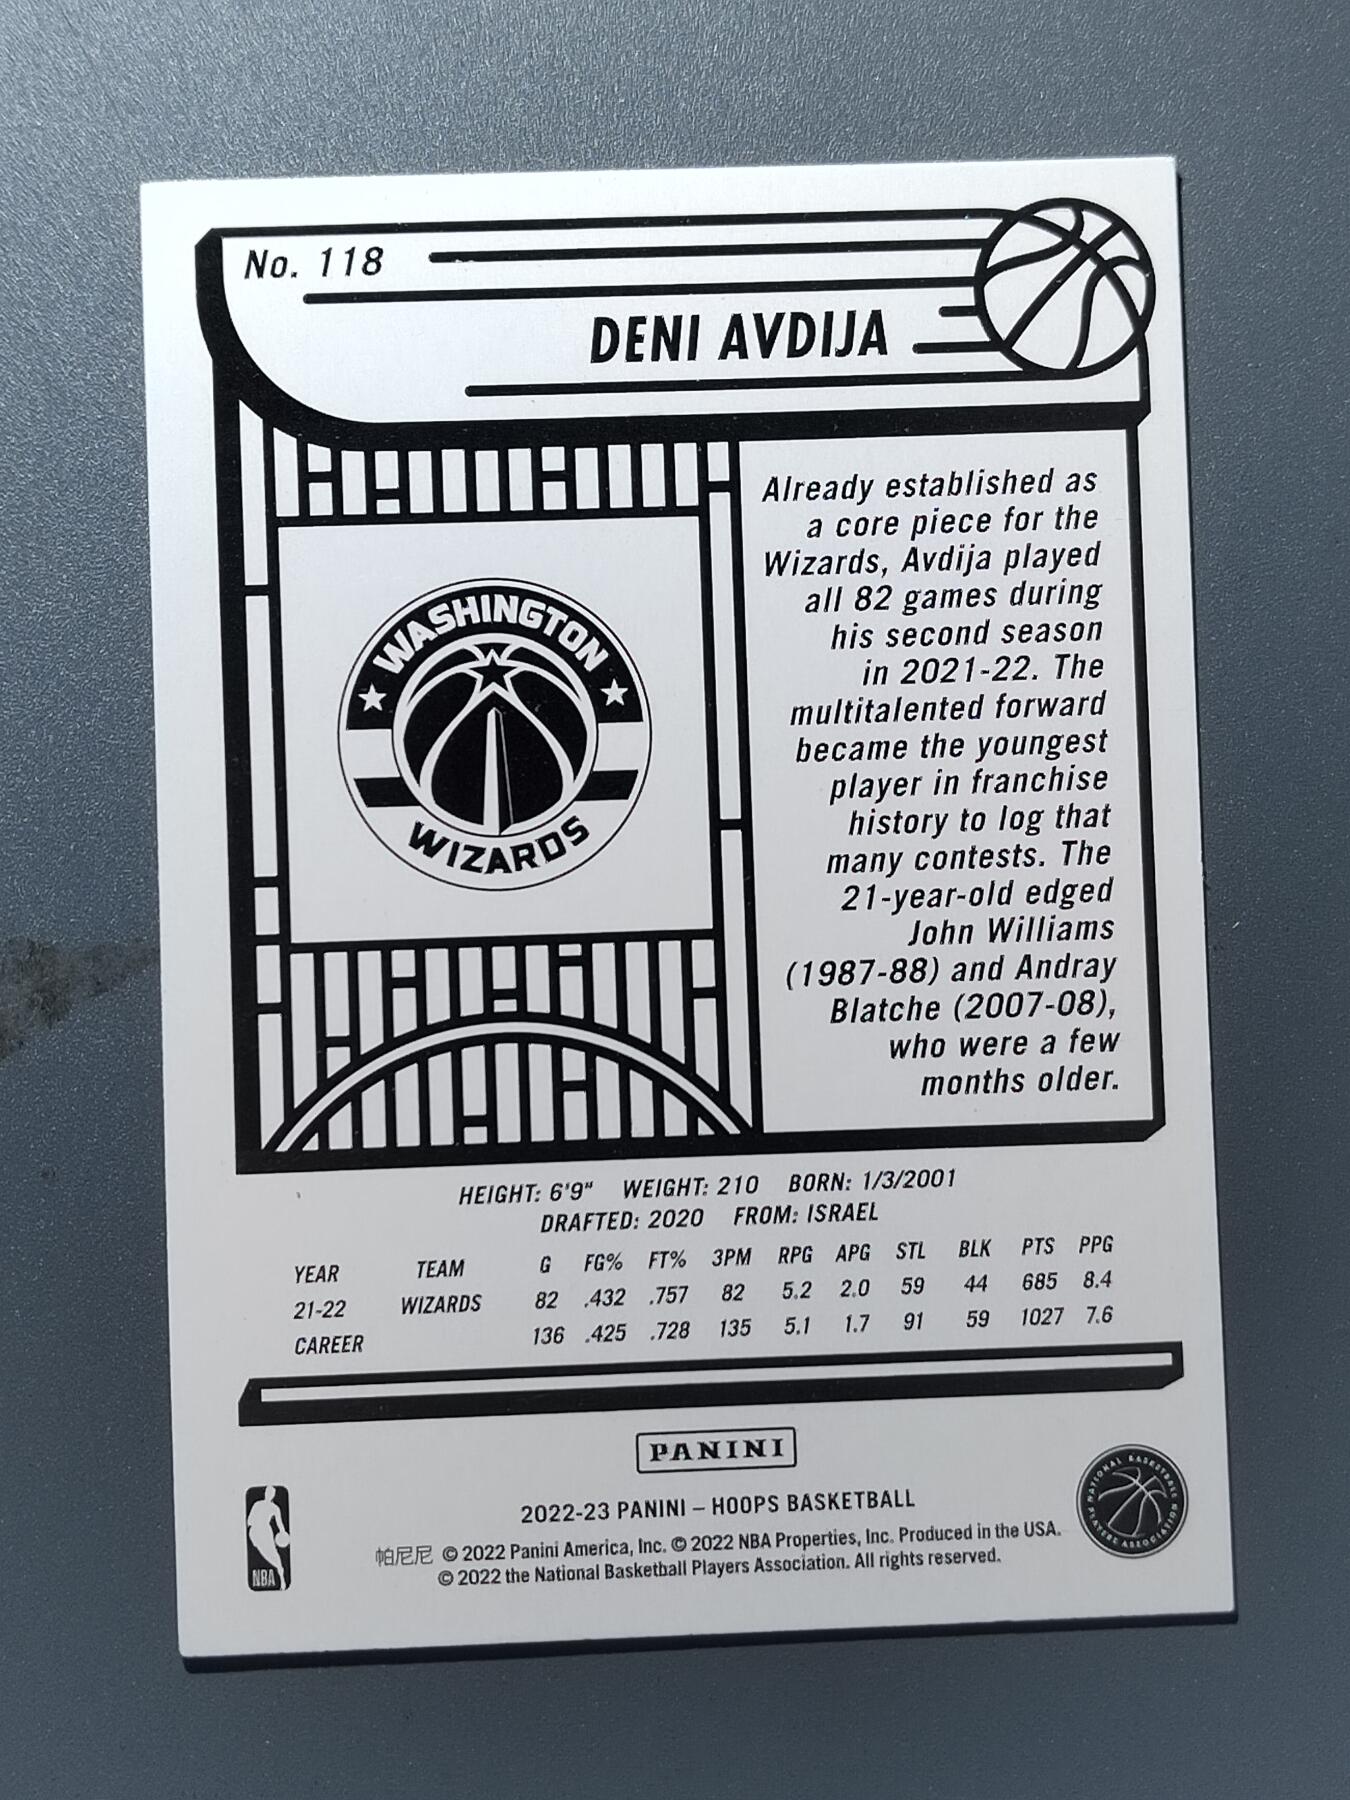 No. 118
DENI AVDIJA
WASHINGTON
WIZARDS
Already established as
a core piece for the
Wizards, Avdija played
all 82 games during
his second season
in 2021-22. The
multitalented forward
became the youngest
player in franchise
history to log that
many contests. The
21-year-old edged
John Williams
(1987-88) and Andray
Blatche (2007-08),
who were a few
months older.
HEIGHT: 6'9" WEIGHT: 210 BORN: 1/3/2001
DRAFTED: 2020 FROM: ISRAEL
YEAR TEAM G FG% FT% 3PM RPG APG STL BLK PTS PPG
21-22 WIZARDS 82 .432 .757 82 5.2 2.0 59 44 685 8.4
CAREER 136 .425 .728 135 5.1 1.7 91 59 1027 7.6
PANINI
2022-23 PANINI – HOOPS BASKETBALL
帕尼尼 © 2022 Panini America, Inc. © 2022 NBA Properties, Inc. Produced in the USA.
© 2022 the National Basketball Players Association. All rights reserved.
NBA
NATIONAL BASKETBALL
PLAYERS ASSOCIATION